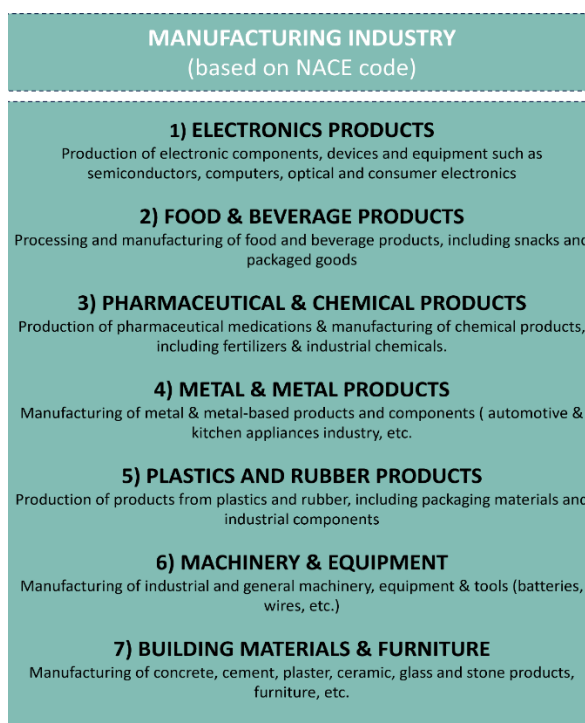 MANUFACTURING INDUSTRY
(based on NACE code)
1) ELECTRONICS PRODUCTS
Production of electronic components, devices and equipment such as
semiconductors, computers, optical and consumer electronics
2) FOOD & BEVERAGE PRODUCTS
Processing and manufacturing of food and beverage products, including snacks and
packaged goods
3) PHARMACEUTICAL & CHEMICAL PRODUCTS
Production of pharmaceutical medications & manufacturing of chemical products,
including fertilizers & industrial chemicals.
4) METAL & METAL PRODUCTS
Manufacturing of metal & metal-based products and components ( automotive &
kitchen appliances industry, etc.
5) PLASTICS AND RUBBER PRODUCTS
Production of products from plastics and rubber, including packaging materials and
industrial components
6) MACHINERY & EQUIPMENT
Manufacturing of industrial and general machinery, equipment & tools (batteries,
wires, etc.)
7) BUILDING MATERIALS & FURNITURE
Manufacturing of concrete, cement, plaster, ceramic, glass and stone products,
furniture, etc.